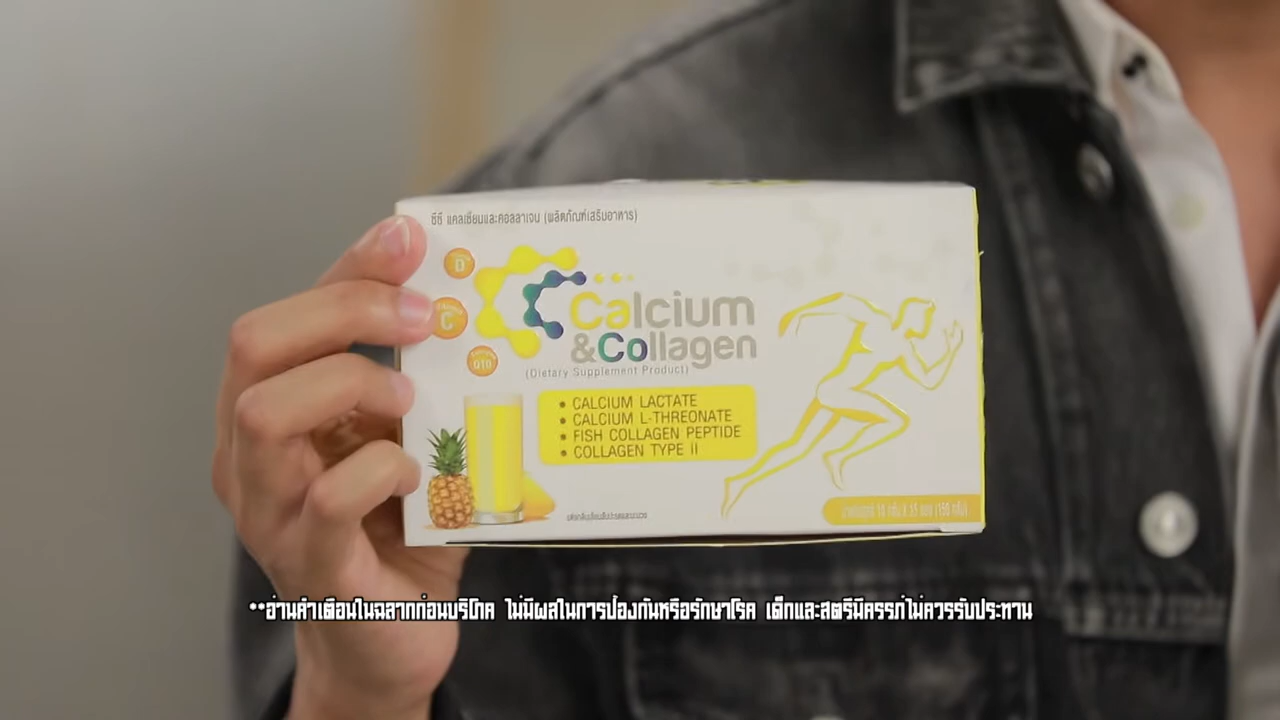 ซีซี แคลเซียมและคอลลาเจน (ผลิตภัณฑ์เสริมอาหาร)
D
C
Q10
Calcium
&Collagen
(Dietary Supplement Product)
• CALCIUM LACTATE
• CALCIUM L-THREONATE
• FISH COLLAGEN PEPTIDE
• COLLAGEN TYPE II
**อ่านคำเตือนในฉลากก่อนบริโภค ไม่มีผลในการป้องกันหรือรักษาโรค เด็กและสตรีมีครรภ์ไม่ควรรับประทาน